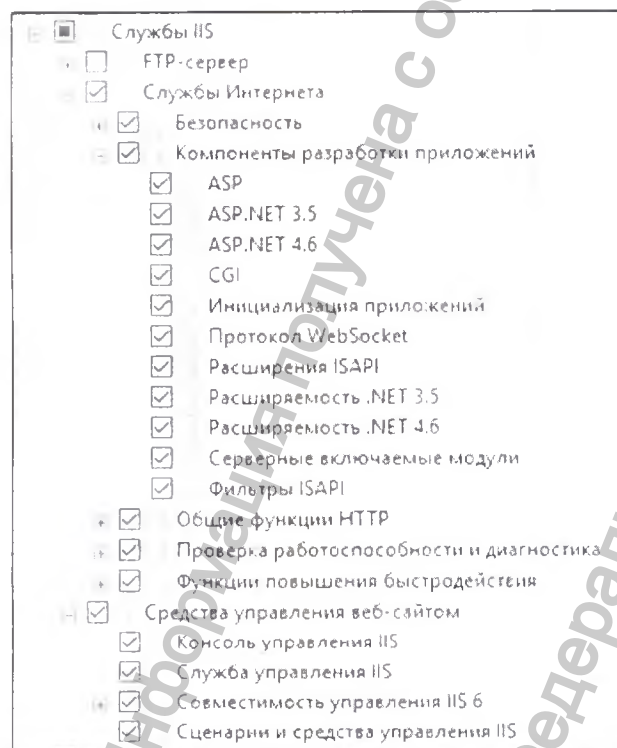 Службы IIS
FTP-сервер
Службы Интернета
Безопасность
Компоненты разработки приложений
ASP
ASP.NET 3.5
ASP.NET 4.6
CGI
Инициализация приложений
Протокол WebSocket
Расширения ISAPI
Расширяемость .NET 3.5
Расширяемость .NET 4.6
Серверные включаемые модули
Фильтры ISAPI
Общие функции HTTP
Проверка работоспособности и диагностика
Функции повышения быстродействия
Средства управления веб-сайтом
Консоль управления IIS
Служба управления IIS
Совместимость управления IIS 6
Сценарии и средства управления IIS
получена с